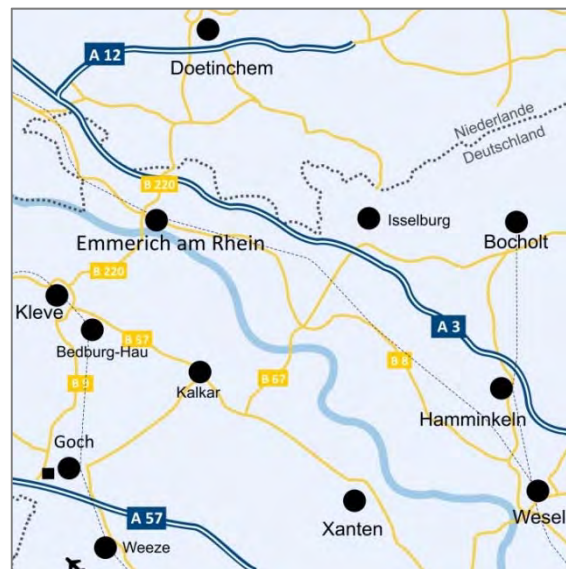 A 12
Doetinchem
Niederlande
Deutschland
B 220
Isselburg
Emmerich am Rhein
Bocholt
B 220
Kleve
A 3
B 57
Bedburg-Hau
B 8
Kalkar
B 67
B 9
Hamminkeln
Goch
Wesel
Xanten
A 57
Weeze